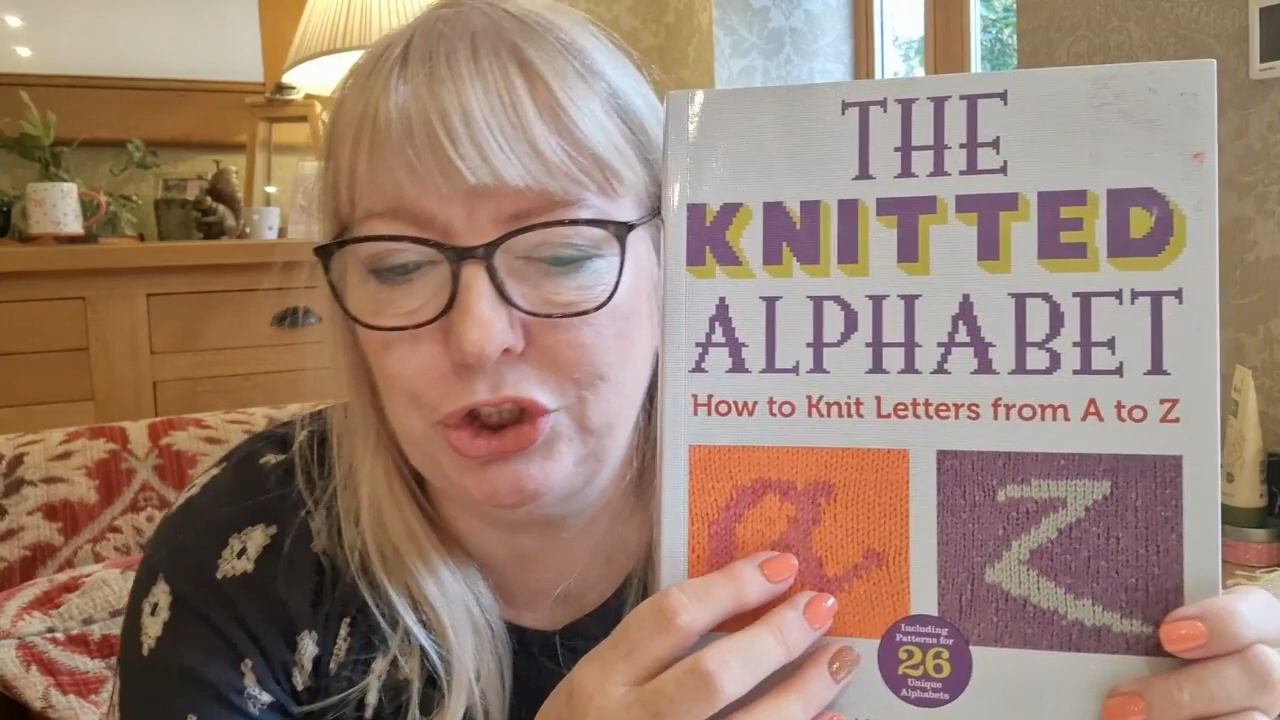 THE
KNITTED
ALPHABET
How to Knit Letters from A to Z
a
Z
Including
Patterns for
26
Unique
Alphabets